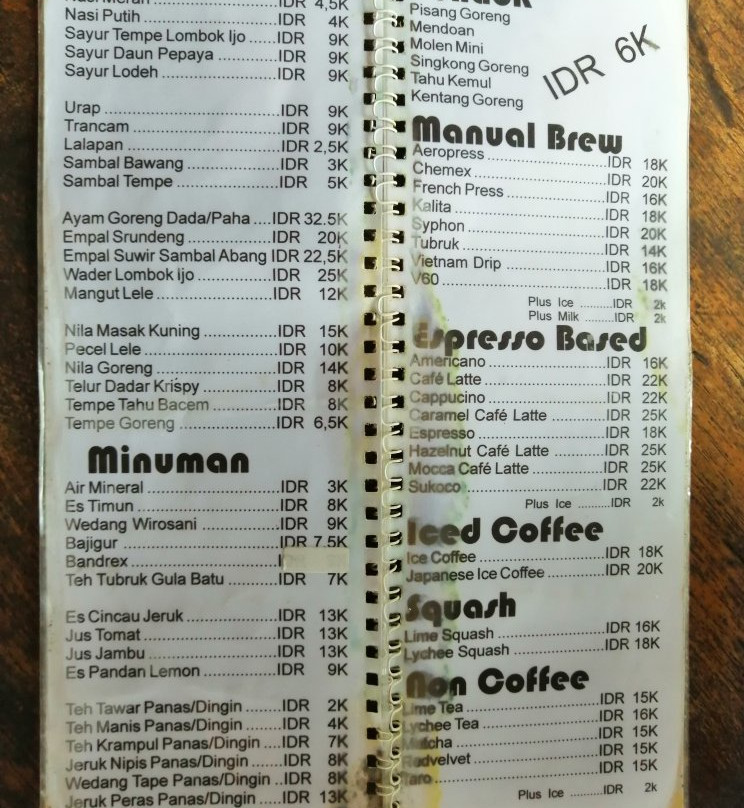 IDR 4,5K
Nasi Putih IDR 4K
Sayur Tempe Lombok Ijo IDR 9K
Sayur Daun Pepaya IDR 9K
Sayur Lodeh IDR 9K
Urap IDR 9K
Trancam IDR 9K
Lalapan IDR 2,5K
Sambal Bawang IDR 3K
Sambal Tempe IDR 5K
Ayam Goreng Dada/Paha IDR 32.5K
Empal Srundeng IDR 20K
Empal Suwir Sambal Abang IDR 22,5K
Wader Lombok Ijo IDR 25K
Mangut Lele IDR 12K
Nila Masak Kuning IDR 15K
Pecel Lele IDR 10K
Nila Goreng IDR 14K
Telur Dadar Krispy IDR 8K
Tempe Tahu Bacem IDR 8K
Tempe Goreng IDR 6,5K
Minuman
Air Mineral IDR 3K
Es Timun IDR 8K
Wedang Wirosani IDR 9K
Bajigur IDR 7.5K
Bandrex
Teh Tubruk Gula Batu IDR 7K
Es Cincau Jeruk IDR 13K
Jus Tomat IDR 13K
Jus Jambu IDR 13K
Es Pandan Lemon IDR 9K
Teh Tawar Panas/Dingin IDR 2K
Teh Manis Panas/Dingin IDR 4K
Teh Krampul Panas/Dingin IDR 7K
Jeruk Nipis Panas/Dingin IDR 8K
Wedang Tape Panas/Dingin IDR 8K
Jeruk Peras Panas/Dingin IDR 13K
Pisang Goreng
Mendoan
Molen Mini
Singkong Goreng
Tahu Kemul
Kentang Goreng
IDR 6K
Manual Brew
Aeropress IDR 18K
Chemex IDR 20K
French Press IDR 16K
Kalita IDR 18K
Syphon IDR 20K
Tubruk IDR 14K
Vietnam Drip IDR 16K
V60 IDR 18K
Plus Ice IDR 2k
Plus Milk IDR 2k
Espresso Based
Americano IDR 16K
Café Latte IDR 22K
Cappucino IDR 22K
Caramel Café Latte IDR 25K
Espresso IDR 18K
Hazelnut Café Latte IDR 25K
Mocca Café Latte IDR 25K
Sukoco IDR 22K
Plus Ice IDR 2k
Iced Coffee
Ice Coffee IDR 18K
Japanese Ice Coffee IDR 20K
Squash
Lime Squash IDR 16K
Lychee Squash IDR 18K
Non Coffee
Lime Tea IDR 15K
Lychee Tea IDR 16K
Matcha IDR 15K
Redvelvet IDR 15K
Taro IDR 15K
Plus Ice IDR 2k